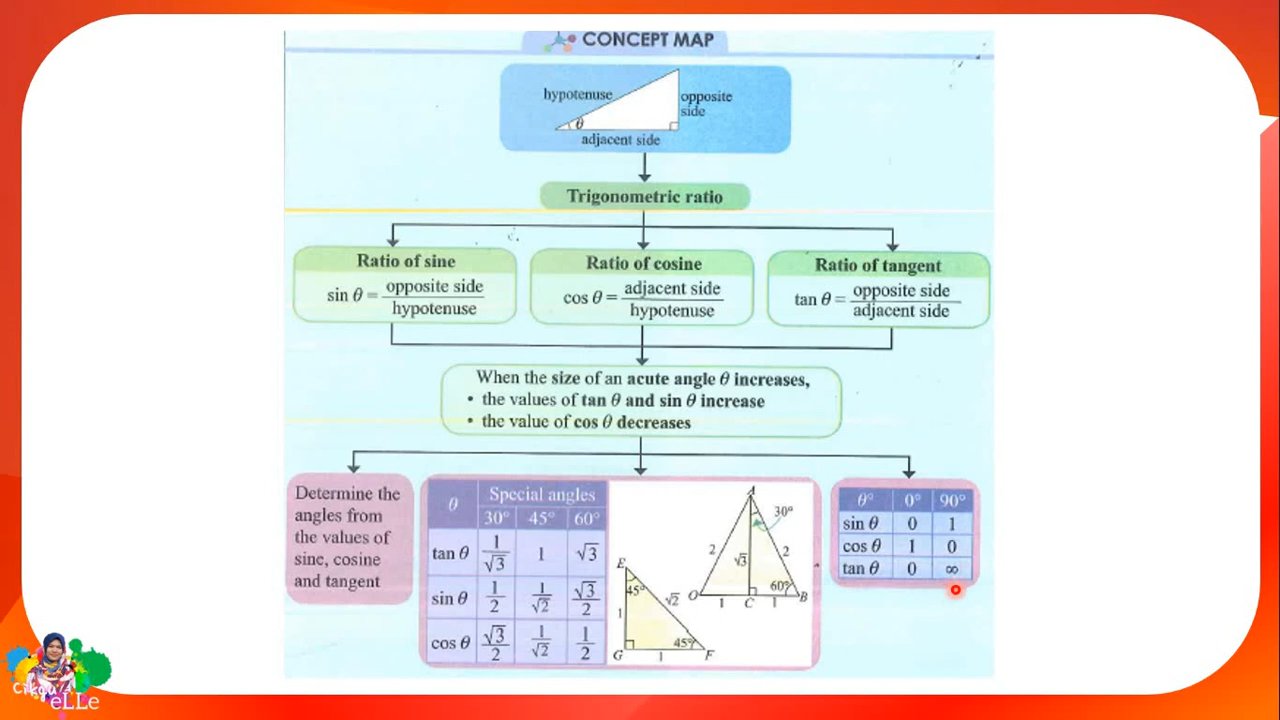 CONCEPT MAP
hypotenuse
opposite
side
θ
adjacent side
Trigonometric ratio
Ratio of sine
sin θ = opposite side / hypotenuse
Ratio of cosine
cos θ = adjacent side / hypotenuse
Ratio of tangent
tan θ = opposite side / adjacent side
When the size of an acute angle θ increases,
• the values of tan θ and sin θ increase
• the value of cos θ decreases
Determine the
angles from
the values of
sine, cosine
and tangent
θ Special angles
30° 45° 60°
tan θ 1/√3 1 √3
sin θ 1/2 1/√2 √3/2
cos θ √3/2 1/√2 1/2
E
45°
1
√2
45°
G 1 F
A
30°
2 √3 2
60°
O 1 C 1 B
θ° 0° 90°
sin θ 0 1
cos θ 1 0
tan θ 0 ∞
Cikgu
eLLe